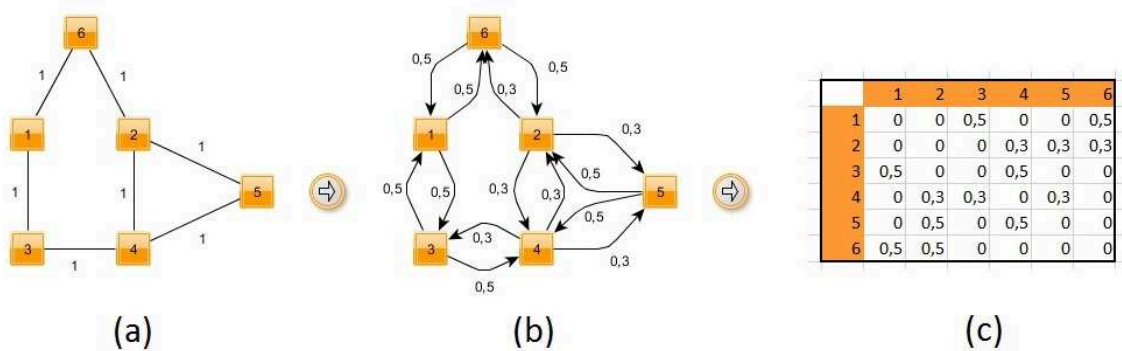 6
1 1
1 2
1
1 1 5
3 4
1 1
6
0,5 0,5
0,5 0,3
1 2 0,3
0,5 0,5 0,3 0,3 0,5 5
0,5
3 0,3 4
0,3
0,5
1 2 3 4 5 6
1 0 0 0,5 0 0 0,5
2 0 0 0 0,3 0,3 0,3
3 0,5 0 0 0,5 0 0
4 0 0,3 0,3 0 0,3 0
5 0 0,5 0 0,5 0 0
6 0,5 0,5 0 0 0 0
(a) (b) (c)